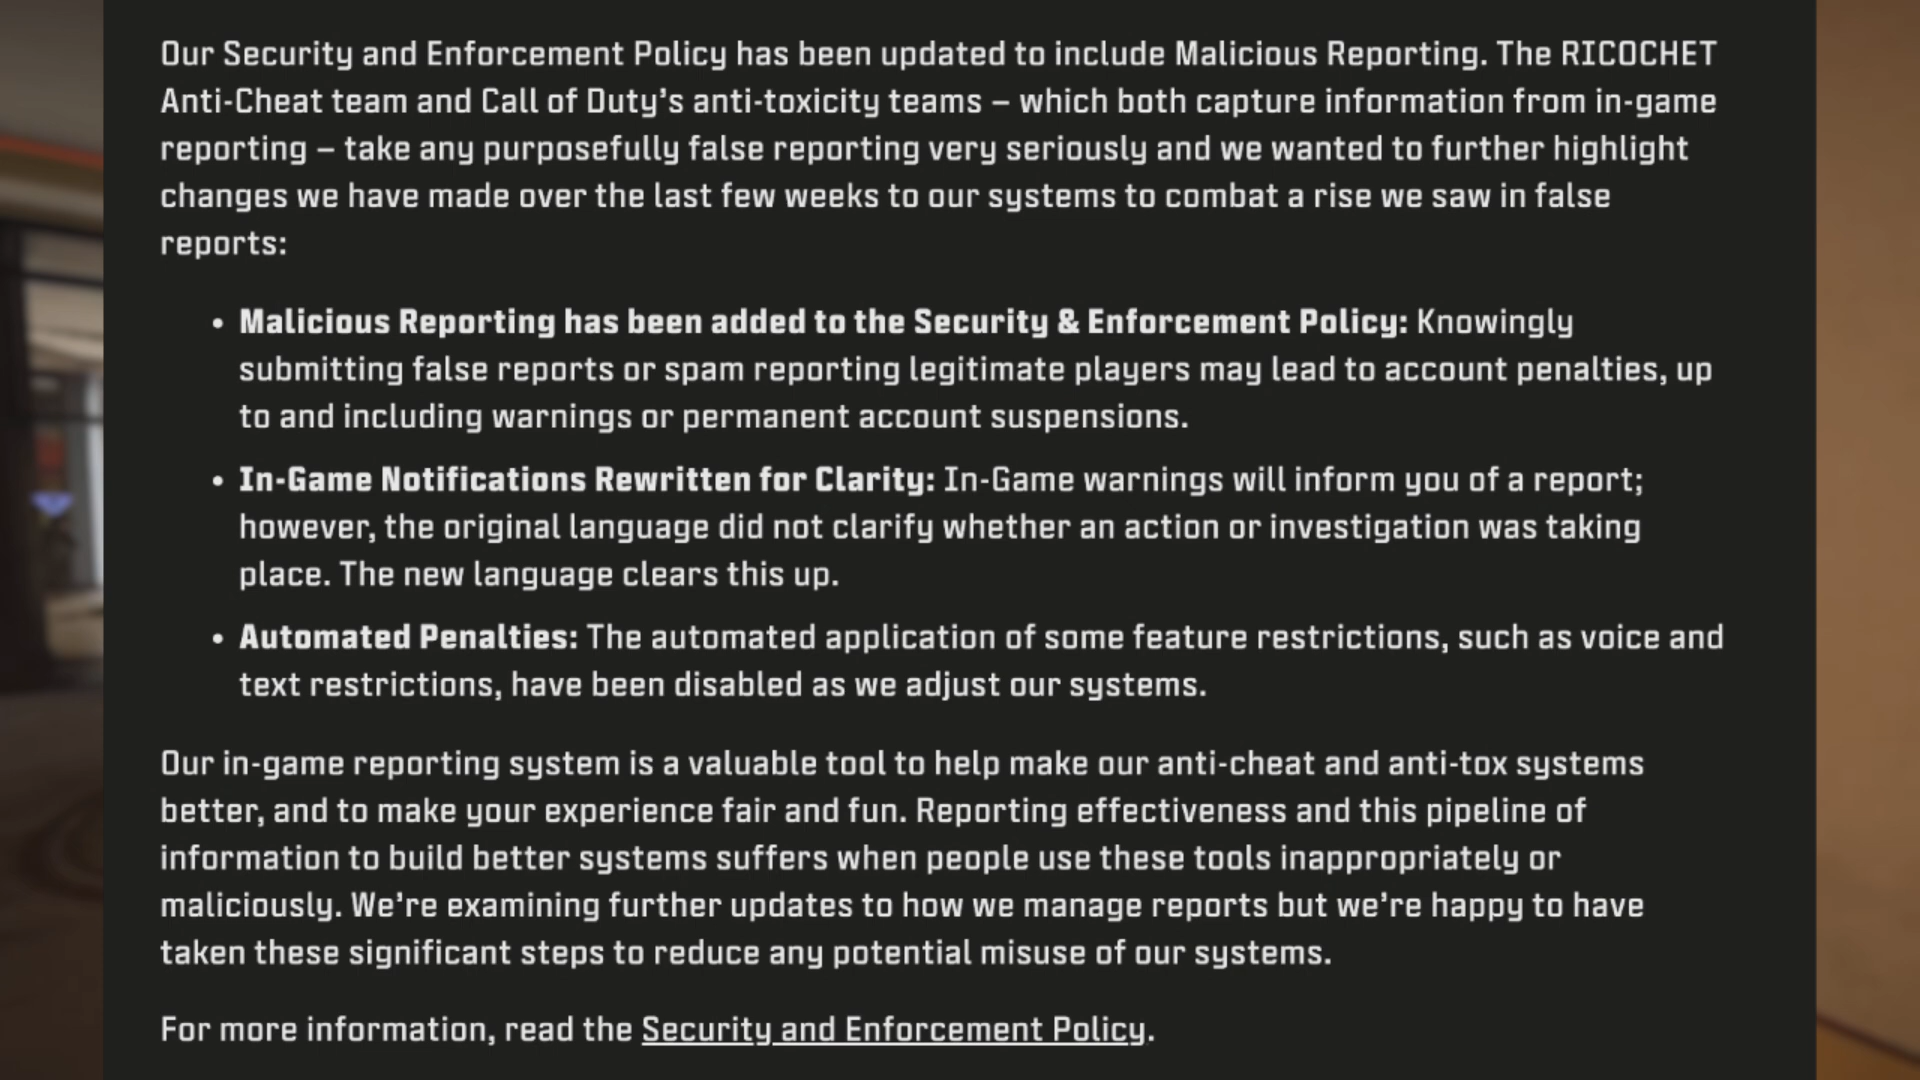 Our Security and Enforcement Policy has been updated to include Malicious Reporting. The RICOCHET
Anti-Cheat team and Call of Duty’s anti-toxicity teams – which both capture information from in-game
reporting – take any purposefully false reporting very seriously and we wanted to further highlight
changes we have made over the last few weeks to our systems to combat a rise we saw in false
reports:
• Malicious Reporting has been added to the Security & Enforcement Policy: Knowingly
submitting false reports or spam reporting legitimate players may lead to account penalties, up
to and including warnings or permanent account suspensions.
• In-Game Notifications Rewritten for Clarity: In-Game warnings will inform you of a report;
however, the original language did not clarify whether an action or investigation was taking
place. The new language clears this up.
• Automated Penalties: The automated application of some feature restrictions, such as voice and
text restrictions, have been disabled as we adjust our systems.
Our in-game reporting system is a valuable tool to help make our anti-cheat and anti-tox systems
better, and to make your experience fair and fun. Reporting effectiveness and this pipeline of
information to build better systems suffers when people use these tools inappropriately or
maliciously. We’re examining further updates to how we manage reports but we’re happy to have
taken these significant steps to reduce any potential misuse of our systems.
For more information, read the Security and Enforcement Policy.